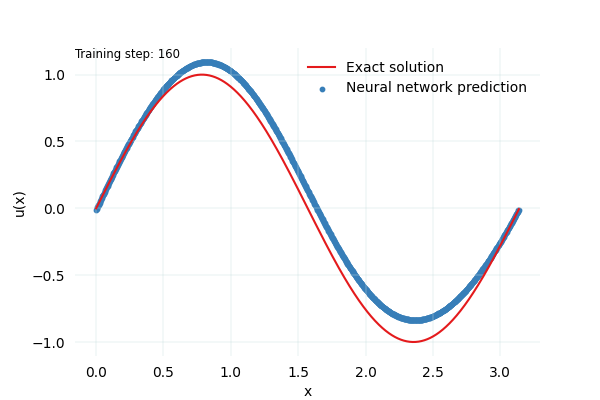 Training step: 160
Exact solution
Neural network prediction
1.0
0.5
0.0
−0.5
−1.0
u(x)
0.0 0.5 1.0 1.5 2.0 2.5 3.0
x